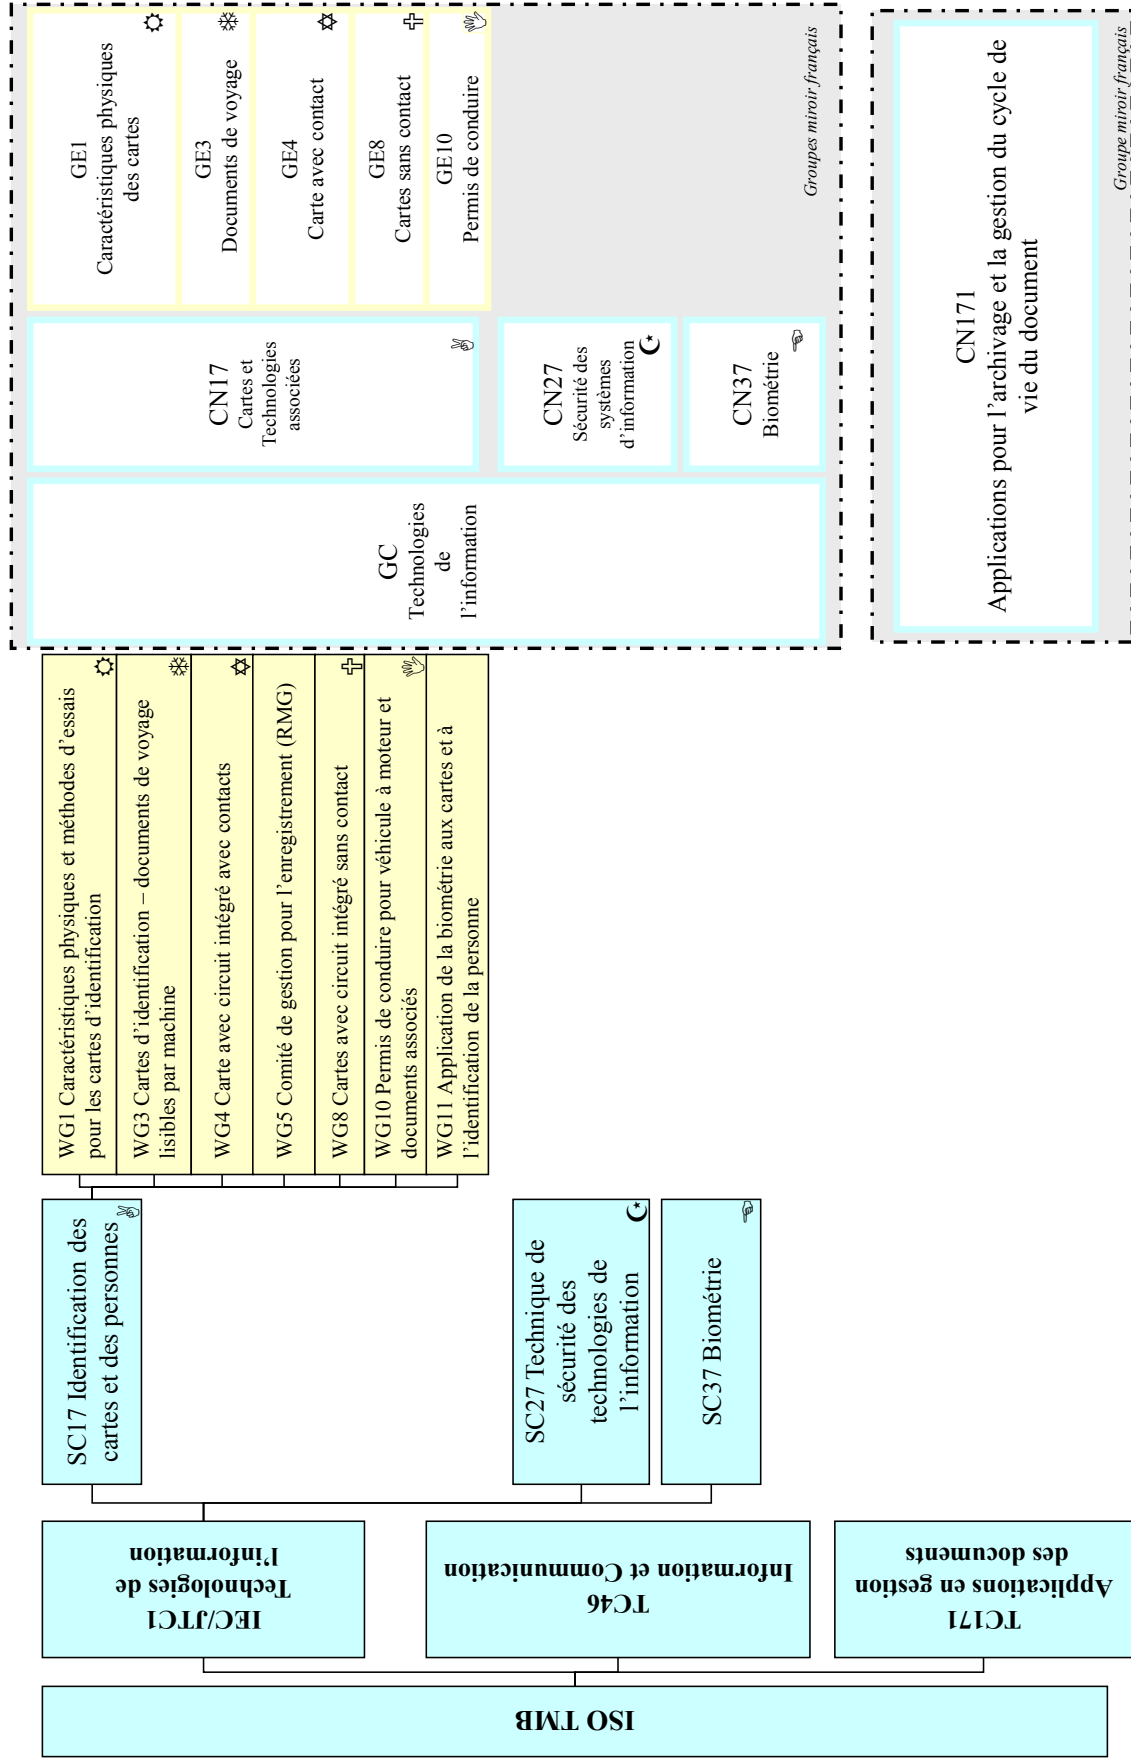 ISO TMB
IEC/JTC1
Technologies de
l'information
TC46
Information et Communication
TC171
Applications en gestion
des documents
SC17 Identification des
cartes et des personnes
SC27 Technique de
sécurité des
technologies de
l'information
SC37 Biométrie
WG1 Caractéristiques physiques et méthodes d'essais
pour les cartes d'identification
WG3 Cartes d'identification – documents de voyage
lisibles par machine
WG4 Carte avec circuit intégré avec contacts
WG5 Comité de gestion pour l'enregistrement (RMG)
WG8 Cartes avec circuit intégré sans contact
WG10 Permis de conduire pour véhicule à moteur et
documents associés
WG11 Application de la biométrie aux cartes et à
l'identification de la personne
GC
Technologies
de
l'information
CN17
Cartes et
Technologies
associées
CN27
Sécurité des
systèmes
d'information
CN37
Biométrie
GE1
Caractéristiques physiques
des cartes
GE3
Documents de voyage
GE4
Carte avec contact
GE8
Cartes sans contact
GE10
Permis de conduire
Groupes miroir français
CN171
Applications pour l'archivage et la gestion du cycle de
vie du document
Groupe miroir français